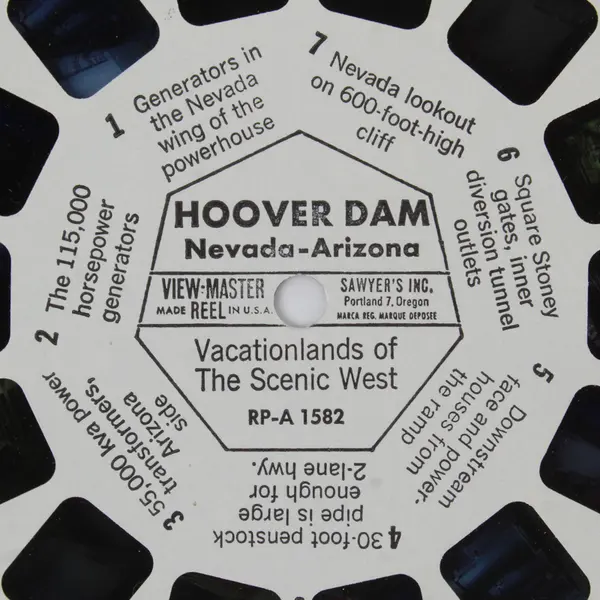 HOOVER DAM
Nevada-Arizona
VIEW-MASTER
MADE REEL IN U.S.A.
SAWYER'S INC.
Portland 7, Oregon
MARCA REG. MARQUE DEPOSEE
Vacationlands of
The Scenic West
RP-A 1582
1 Generators in
the Nevada
wing of the
powerhouse
2 The 115,000
horsepower
generators
3 55,000 kva power
transformers,
Arizona
side
4 30-foot penstock
pipe is large
enough for
2-lane hwy.
5 Downstream
face and power-
houses from
the ramp
6 Square Stoney
gates, inner
diversion tunnel
outlets
7 Nevada lookout
on 600-foot-high
cliff